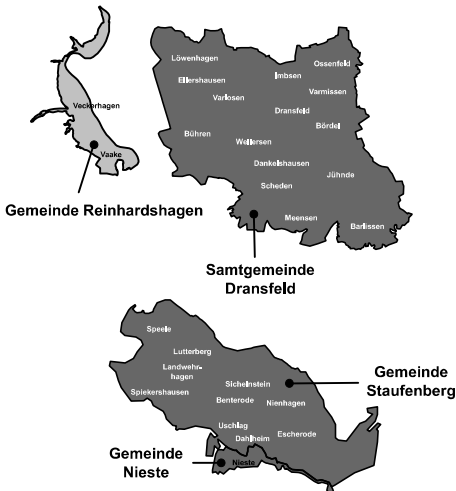 Löwenhagen
Imbsen
Ossenfeld
Ellershausen
Varmissen
Varlosen
Veckerhagen
Dransfeld
Bördel
Bühren
Wellersen
Vaake
Dankelshausen
Jühnde
Scheden
Gemeinde Reinhardshagen
Meensen
Barlissen
Samtgemeinde
Dransfeld
Speele
Lutterberg
Landwehr-
hagen
Sichelnstein
Gemeinde
Staufenberg
Spiekershausen
Benterode
Nienhagen
Uschlag
Escherode
Dahlheim
Gemeinde
Nieste
Nieste